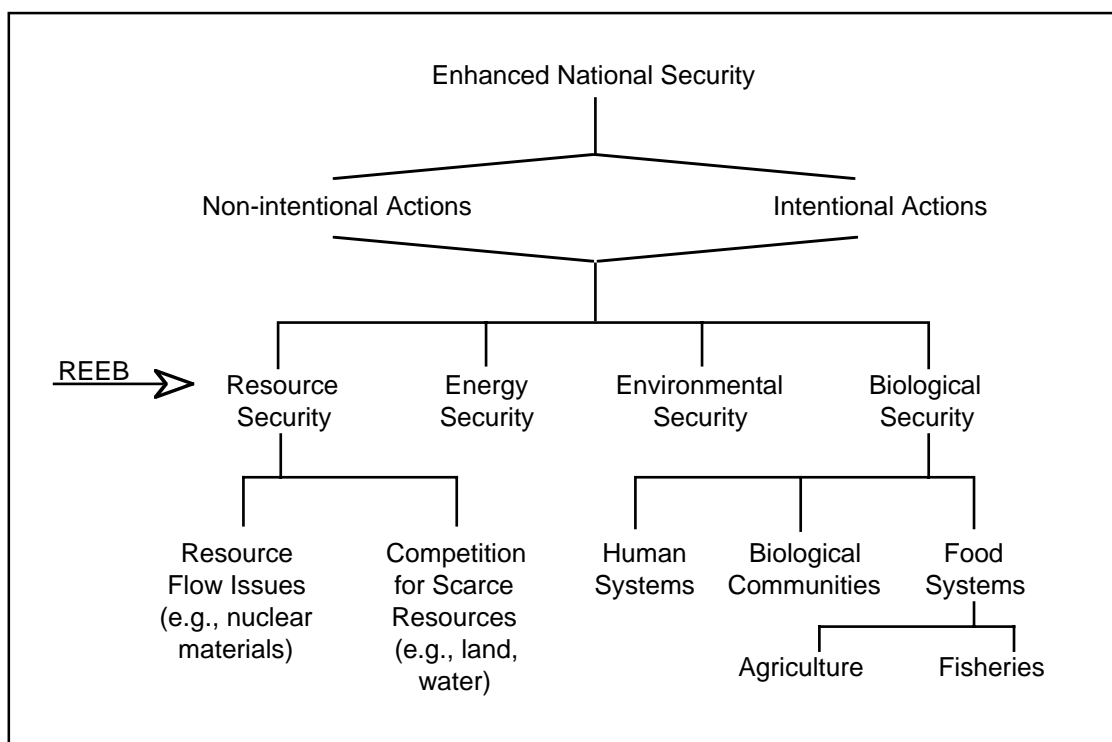 Enhanced National Security
Non-intentional Actions
Intentional Actions
REEB
Resource
Security
Energy
Security
Environmental
Security
Biological
Security
Resource
Flow Issues
(e.g., nuclear
materials)
Competition
for Scarce
Resources
(e.g., land,
water)
Human
Systems
Biological
Communities
Food
Systems
Agriculture
Fisheries